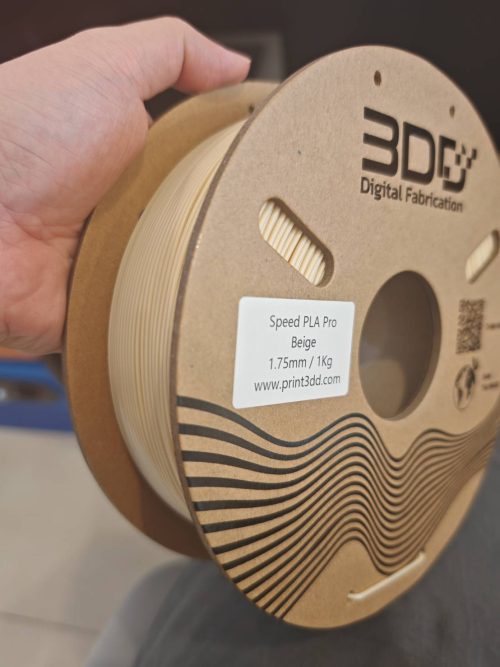 3DD
Digital Fabrication
Speed PLA Pro
Beige
1.75mm / 1Kg
www.print3dd.com